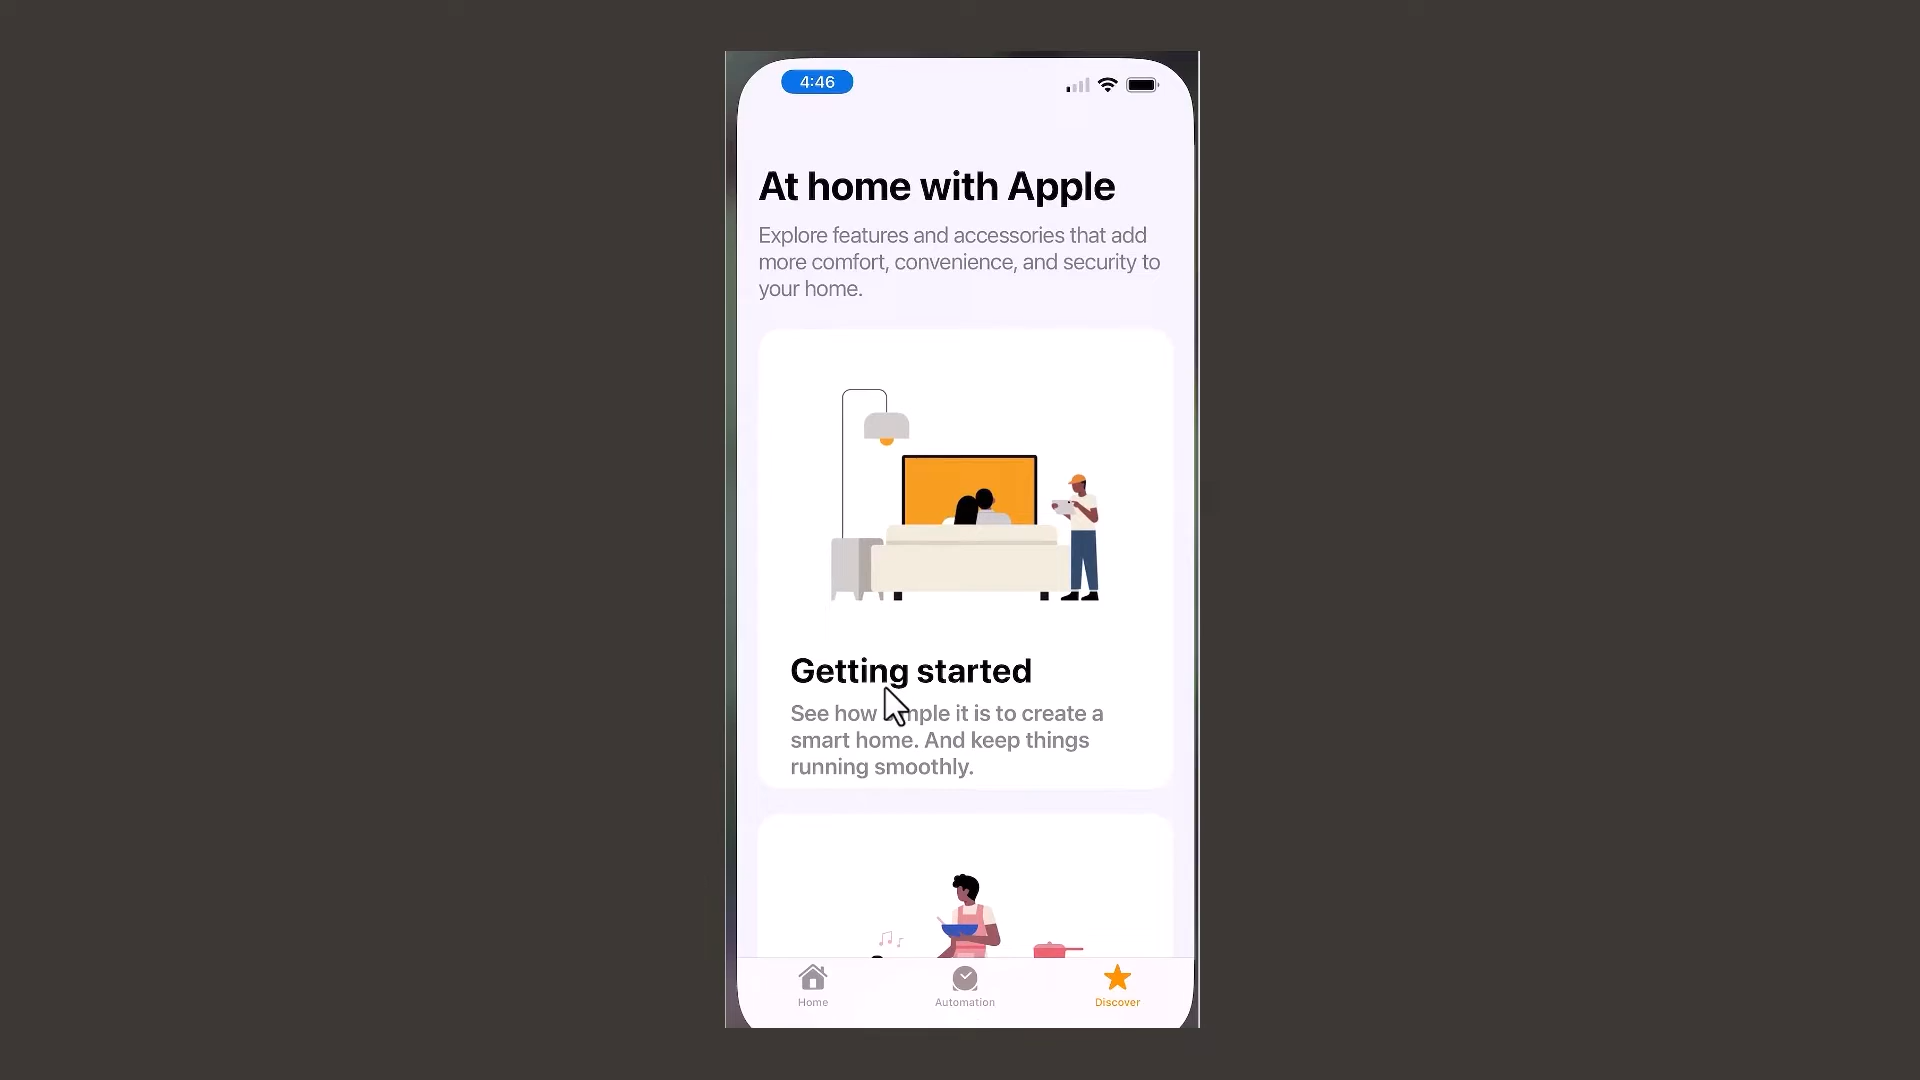 4:46
At home with Apple
Explore features and accessories that add
more comfort, convenience, and security to
your home.
Getting started
See how mple it is to create a
smart home. And keep things
running smoothly.
Home
Automation
Discover